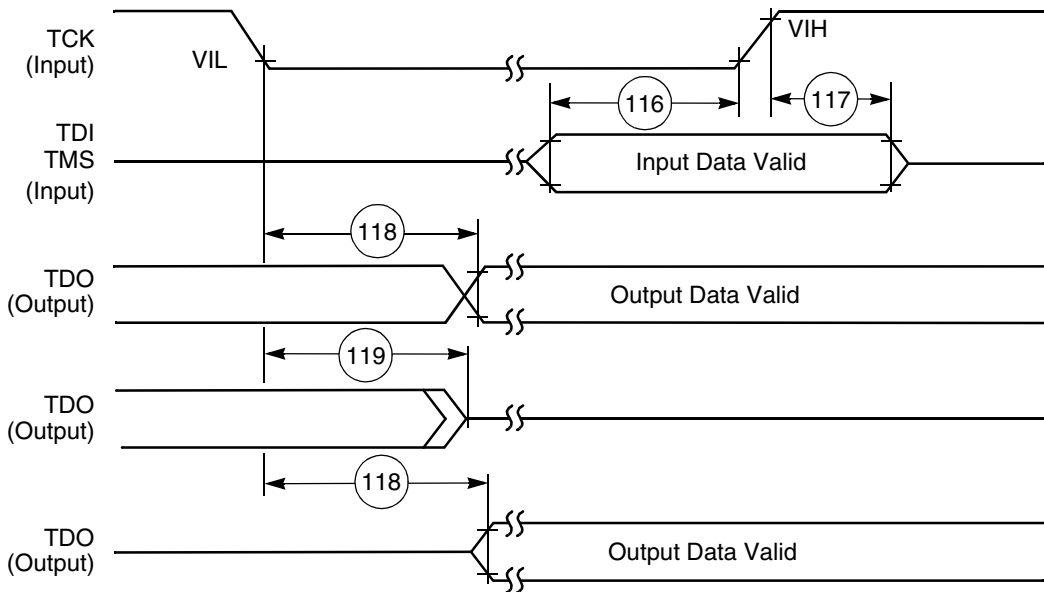 TCK
(Input)
VIL
VIH
116
117
TDI
TMS
(Input)
Input Data Valid
118
TDO
(Output)
Output Data Valid
119
TDO
(Output)
118
TDO
(Output)
Output Data Valid